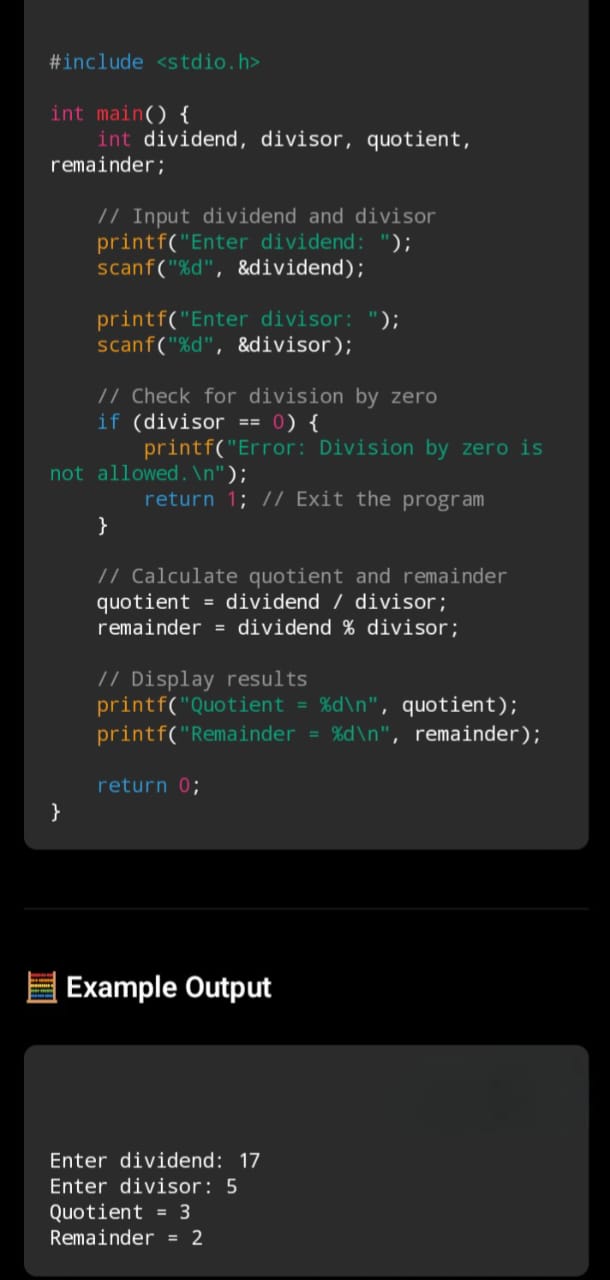 #include <stdio.h>
int main() {
    int dividend, divisor, quotient,
remainder;
    // Input dividend and divisor
    printf("Enter dividend: ");
    scanf("%d", &dividend);
    printf("Enter divisor: ");
    scanf("%d", &divisor);
    // Check for division by zero
    if (divisor == 0) {
        printf("Error: Division by zero is
not allowed.\n");
        return 1; // Exit the program
    }
    // Calculate quotient and remainder
    quotient = dividend / divisor;
    remainder = dividend % divisor;
    // Display results
    printf("Quotient = %d\n", quotient);
    printf("Remainder = %d\n", remainder);
    return 0;
}
🧮 Example Output
Enter dividend: 17
Enter divisor: 5
Quotient = 3
Remainder = 2